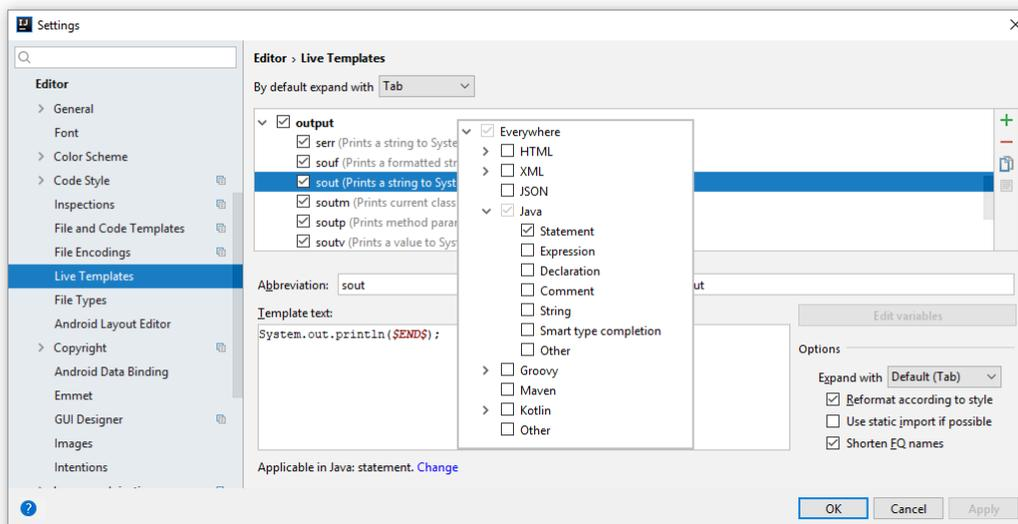 Settings
Editor
General
Font
Color Scheme
Code Style
Inspections
File and Code Templates
File Encodings
Live Templates
File Types
Android Layout Editor
Copyright
Android Data Binding
Emmet
GUI Designer
Images
Intentions
Editor › Live Templates
By default expand with Tab
output
serr (Prints a string to Syste
souf (Prints a formatted str
sout (Prints a string to Syst
soutm (Prints current class
soutp (Prints method parar
soutv (Prints a value to Sys
Everywhere
HTML
XML
JSON
Java
Statement
Expression
Declaration
Comment
String
Smart type completion
Other
Groovy
Maven
Kotlin
Other
Abbreviation: sout
ut
Template text:
System.out.println($END$);
Edit variables
Options
Expand with Default (Tab)
Reformat according to style
Use static import if possible
Shorten FQ names
Applicable in Java: statement. Change
?
OK Cancel Apply